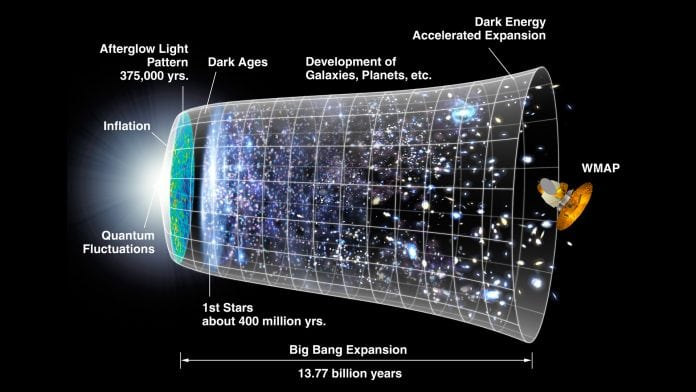 Dark Energy
Accelerated Expansion
Afterglow Light
Pattern
375,000 yrs.
Dark Ages
Development of
Galaxies, Planets, etc.
Inflation
WMAP
Quantum
Fluctuations
1st Stars
about 400 million yrs.
Big Bang Expansion
13.77 billion years